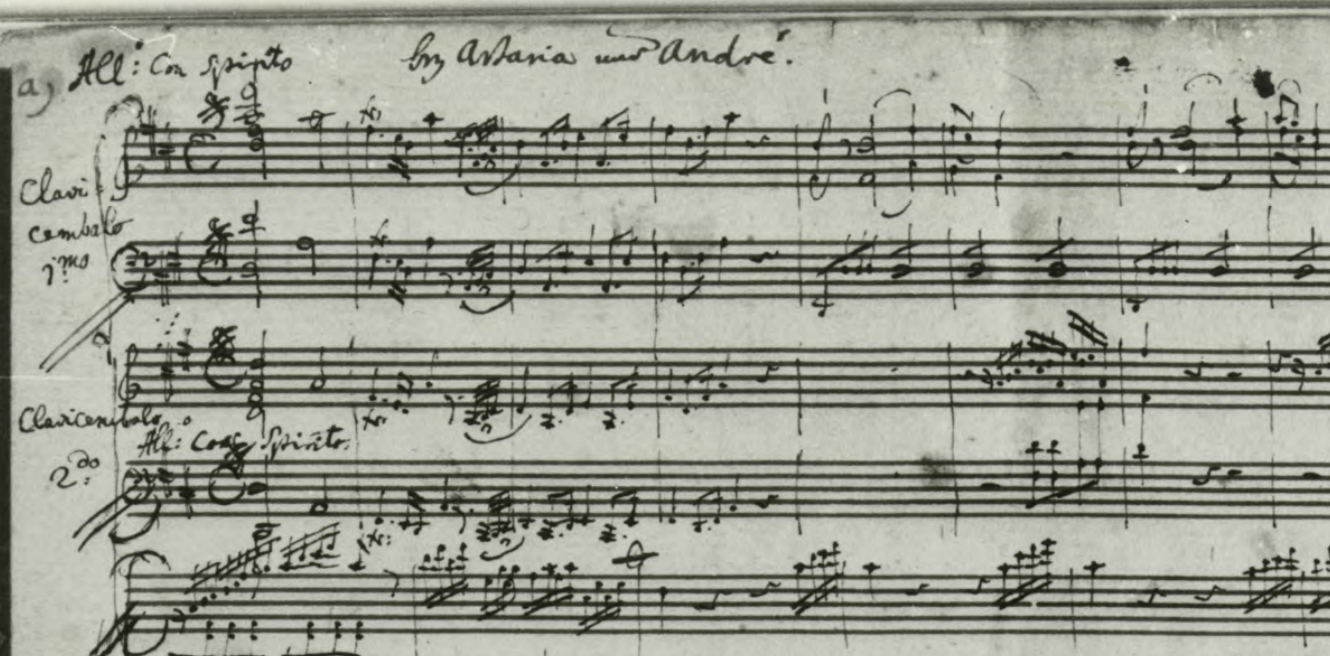 a) All: Con Spirito bey Artaria und André.
Clavi
cembalo
1mo
Clavicembalo
All: Con Spirito.
2do: